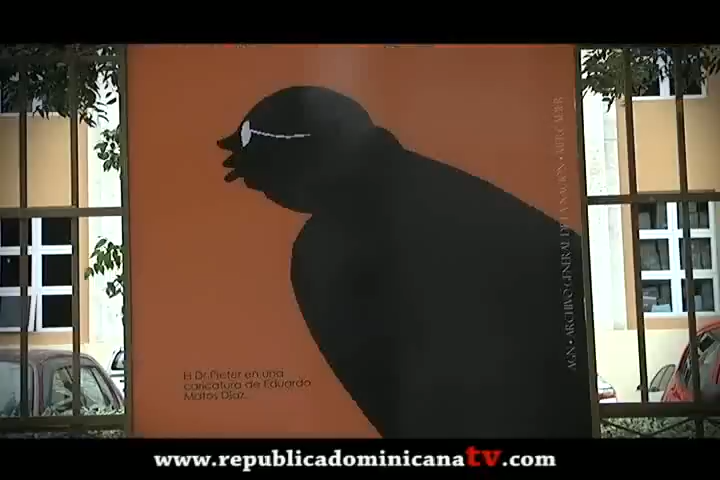 El Dr. Pieter en una
caricatura de Eduardo
Matos Díaz.
AGN • ARCHIVO GENERAL DE LA NACIÓN • MERCADER
www.republicadominicanatv.com